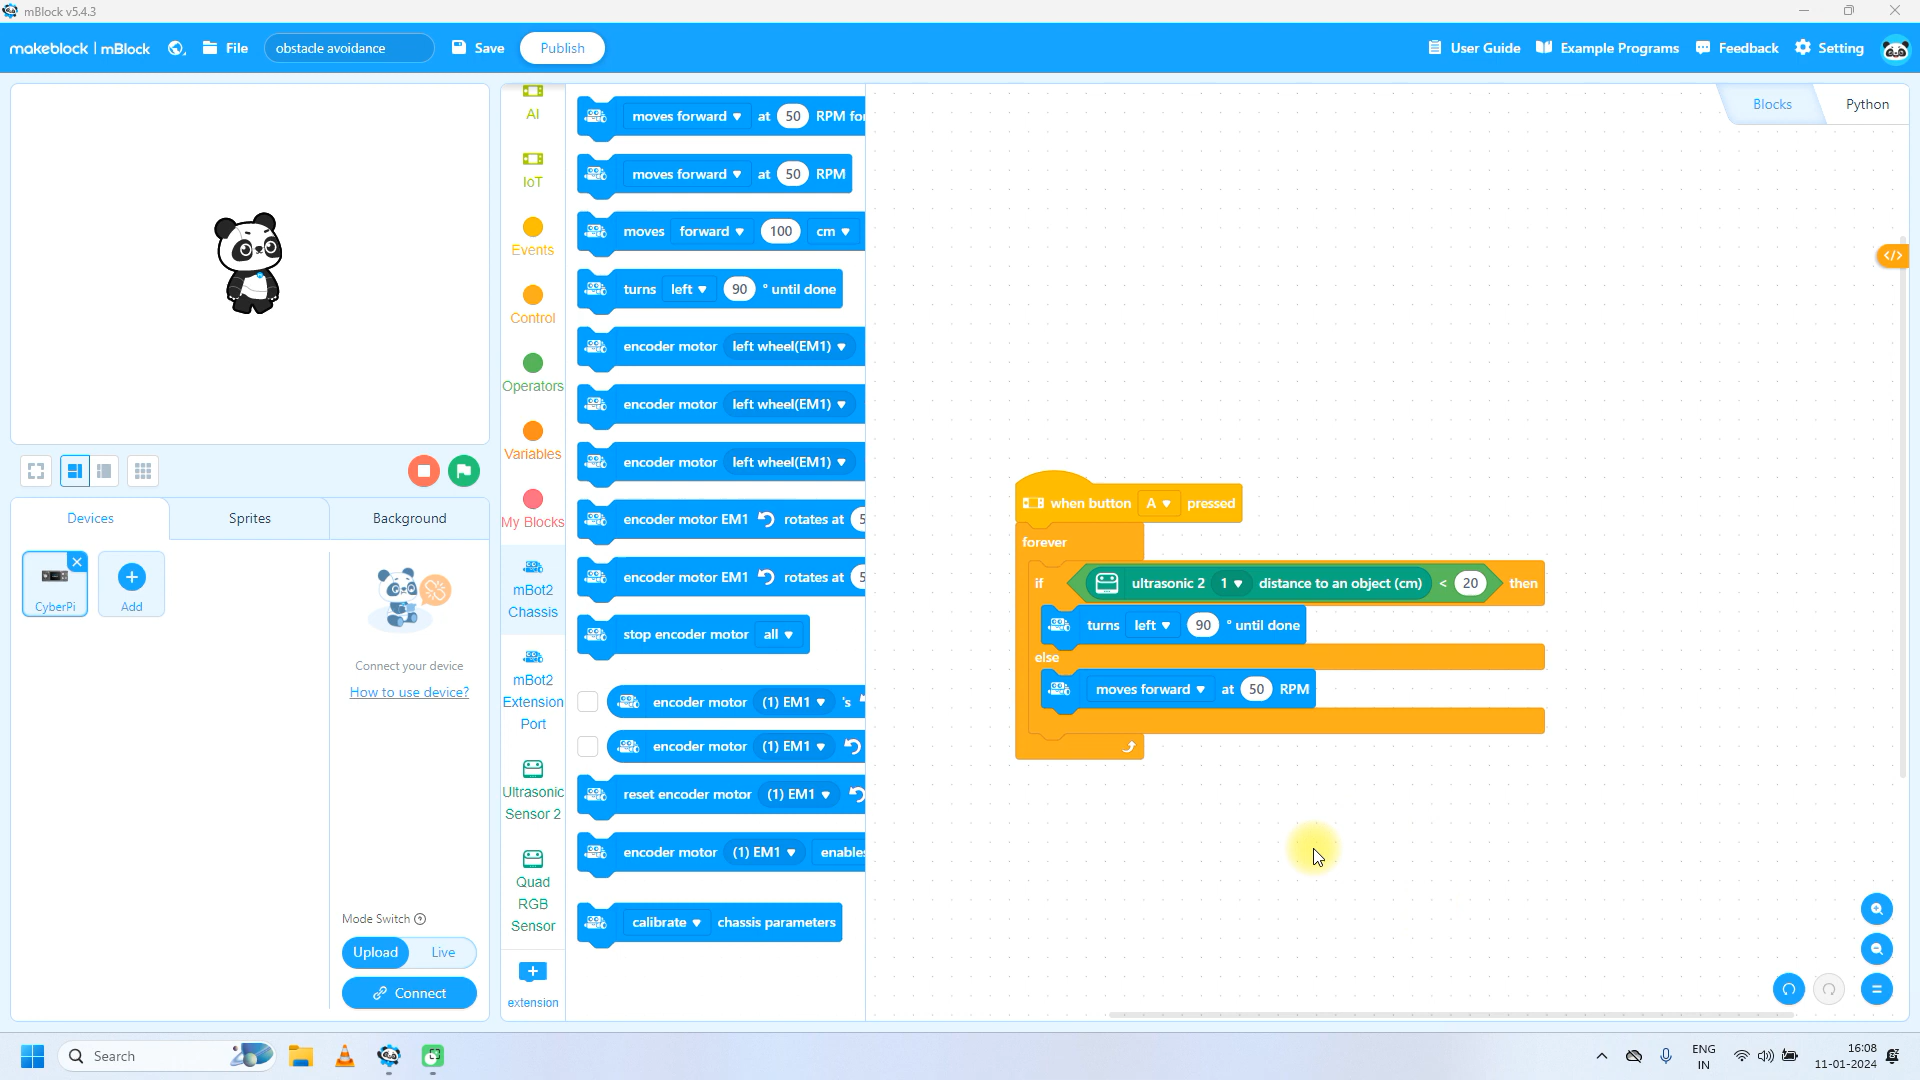 mBlock v5.4.3
makeblock | mBlock
File
obstacle avoidance
Save
Publish
User Guide
Example Programs
Feedback
Setting
Blocks
Python
AI
IoT
Events
Control
Operators
Variables
My Blocks
mBot2
Chassis
mBot2
Extension
Port
Ultrasonic
Sensor 2
Quad
RGB
Sensor
extension
moves forward at 50 RPM for
moves forward at 50 RPM
moves forward 100 cm
turns left 90 ° until done
encoder motor left wheel(EM1)
encoder motor left wheel(EM1)
encoder motor left wheel(EM1)
encoder motor EM1 rotates at 5
encoder motor EM1 rotates at 5
stop encoder motor all
encoder motor (1) EM1 's
encoder motor (1) EM1
reset encoder motor (1) EM1
encoder motor (1) EM1 enables
calibrate chassis parameters
when button A pressed
forever
if ultrasonic 2 1 distance to an object (cm) < 20 then
turns left 90 ° until done
else
moves forward at 50 RPM
Devices
Sprites
Background
CyberPi
Add
Connect your device
How to use device?
Mode Switch
Upload
Live
Connect
Search
ENG
IN
16:08
11-01-2024